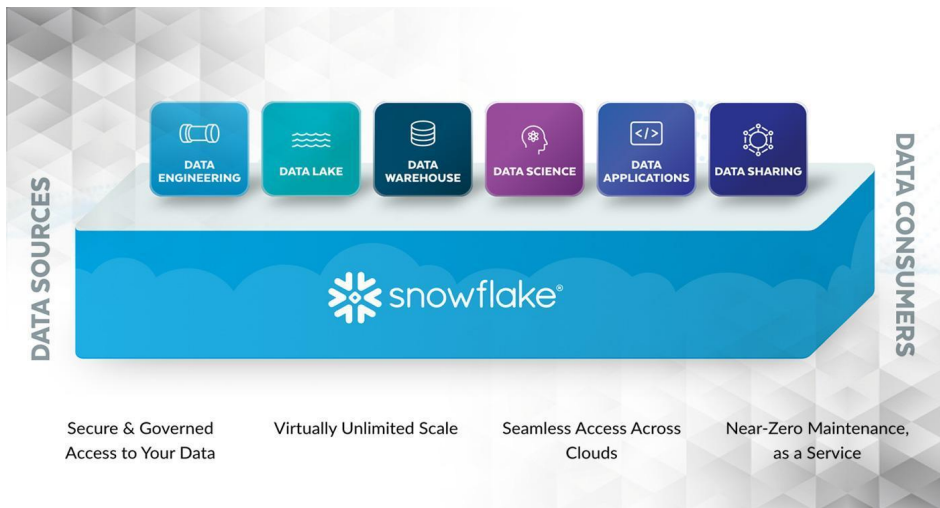 DATA SOURCES
DATA
ENGINEERING
DATA LAKE
DATA
WAREHOUSE
DATA SCIENCE
</>
DATA
APPLICATIONS
DATA SHARING
DATA CONSUMERS
snowflake®
Secure & Governed
Access to Your Data
Virtually Unlimited Scale
Seamless Access Across
Clouds
Near-Zero Maintenance,
as a Service